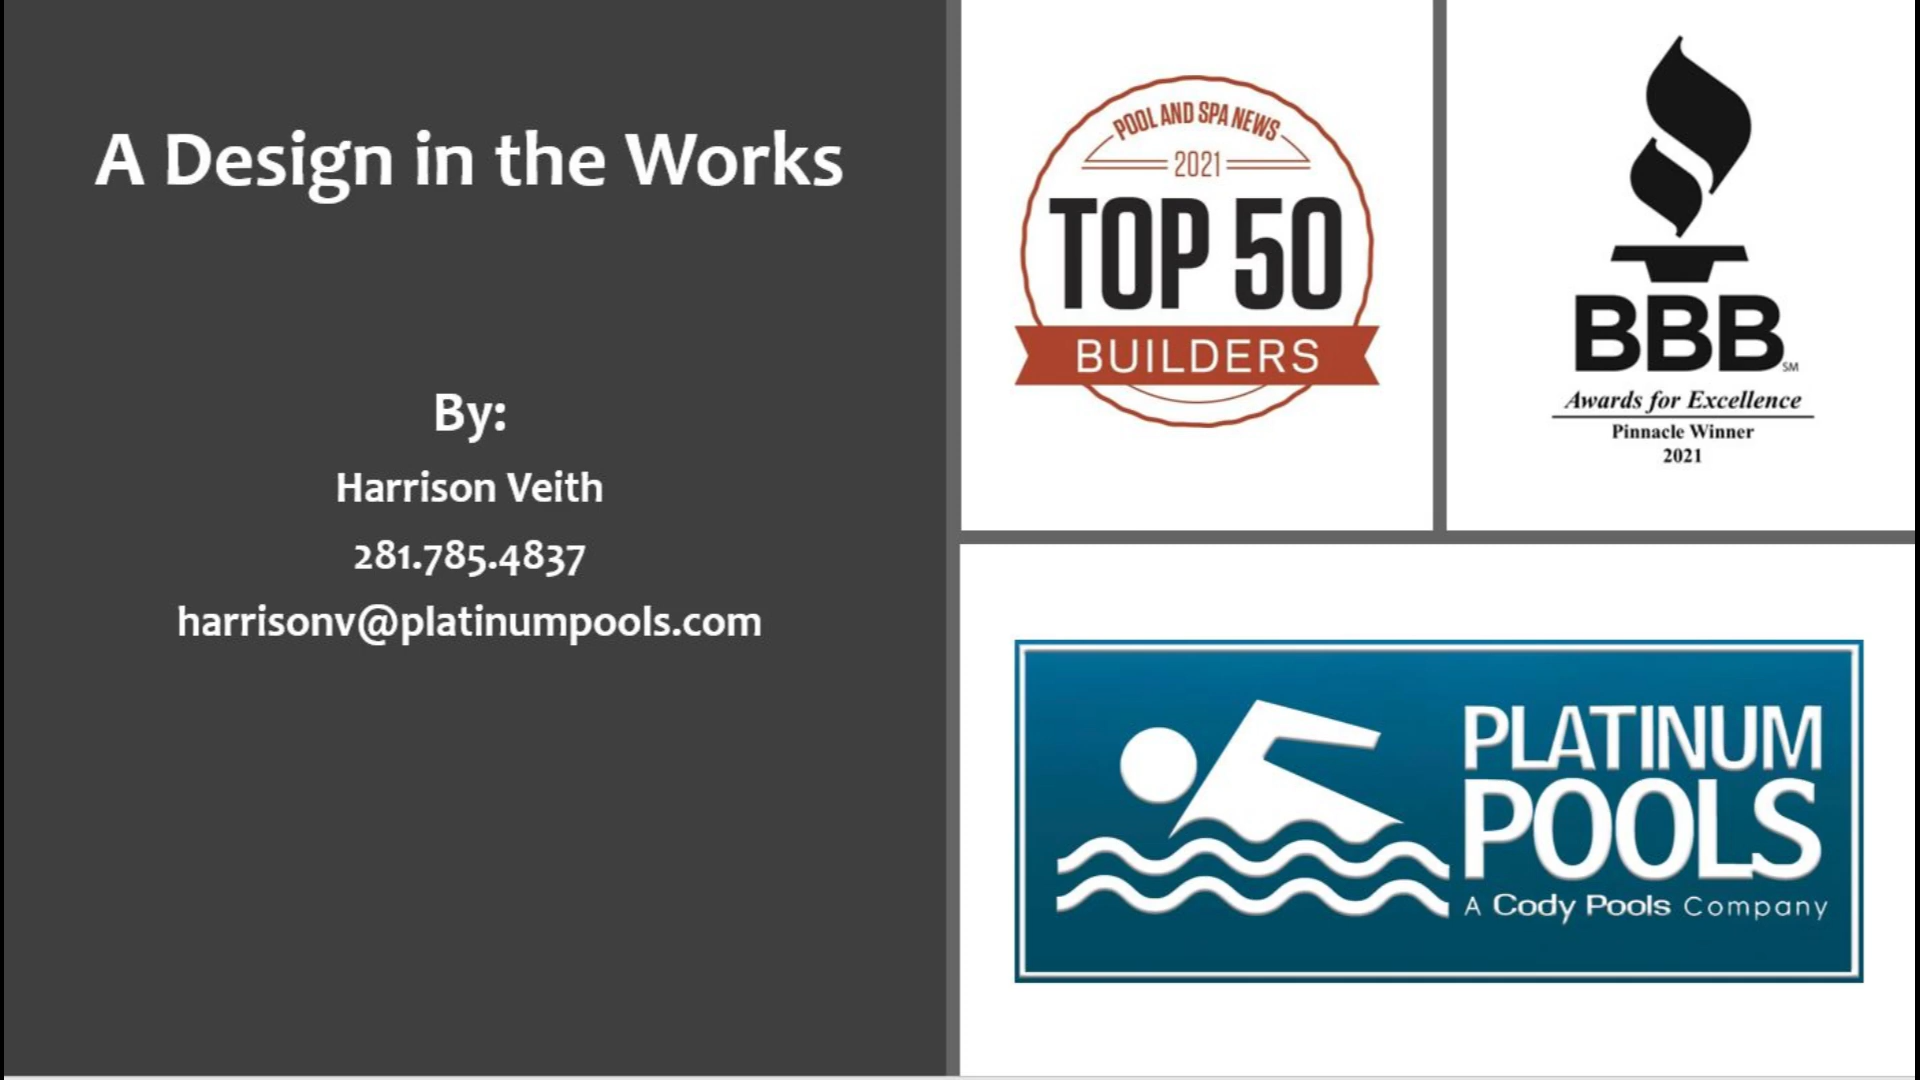 A Design in the Works
By:
Harrison Veith
281.785.4837
harrisonv@platinumpools.com
POOL AND SPA NEWS
2021
TOP 50
BUILDERS
BBB SM
Awards for Excellence
Pinnacle Winner
2021
PLATINUM
POOLS
A Cody Pools Company